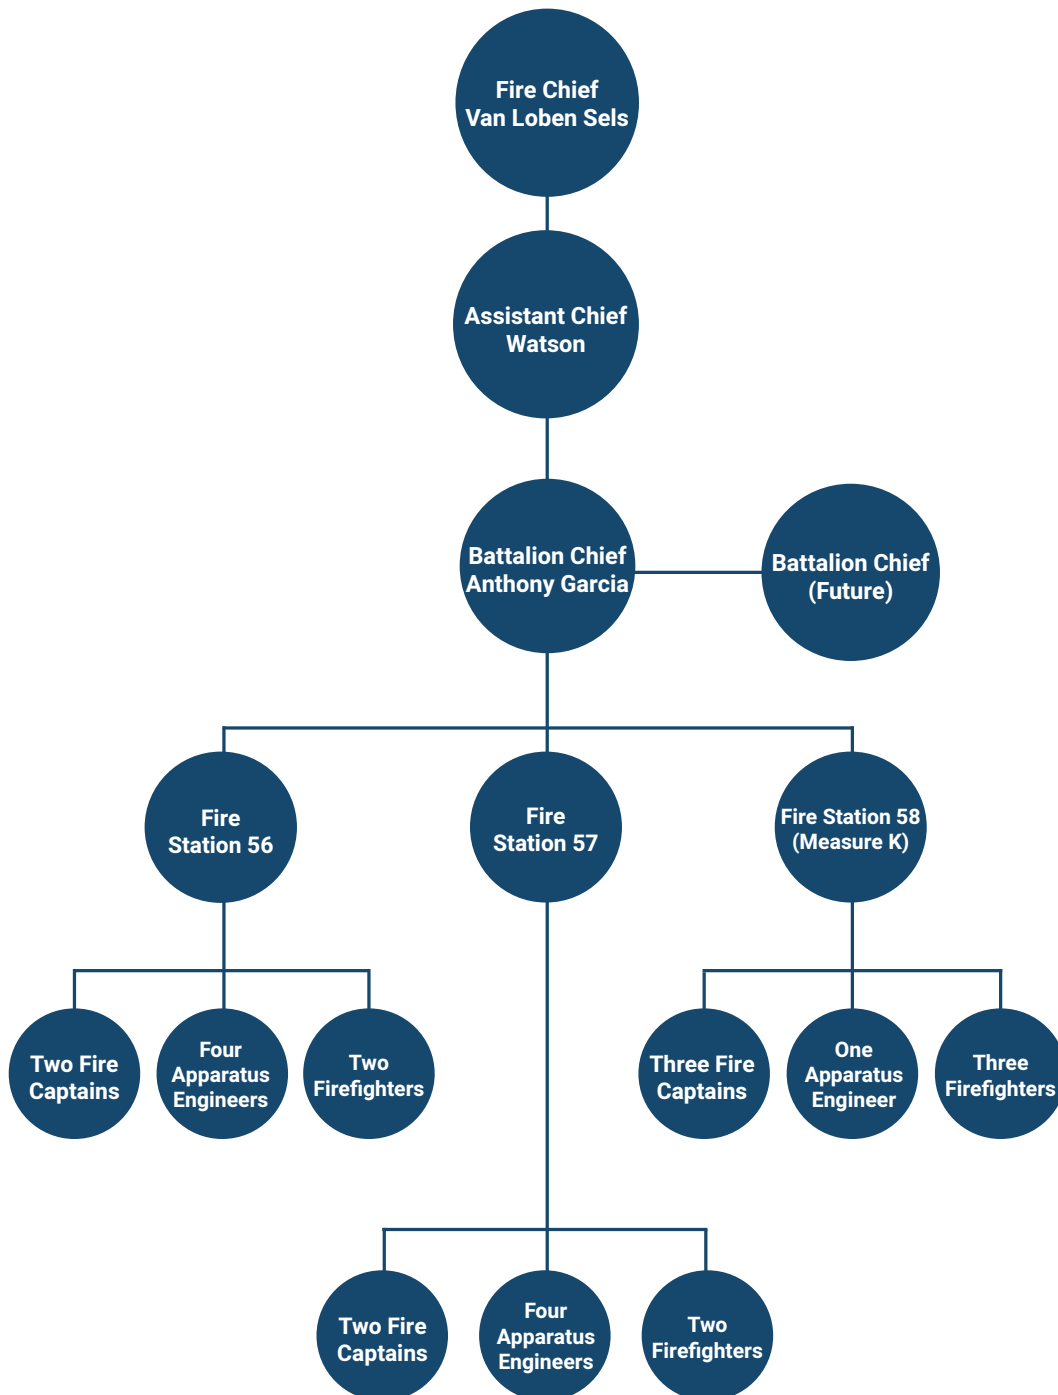 Fire Chief
Van Loben Sels
Assistant Chief
Watson
Battalion Chief
Anthony Garcia
Battalion Chief
(Future)
Fire
Station 56
Fire
Station 57
Fire Station 58
(Measure K)
Two Fire
Captains
Four
Apparatus
Engineers
Two
Firefighters
Three Fire
Captains
One
Apparatus
Engineer
Three
Firefighters
Two Fire
Captains
Four
Apparatus
Engineers
Two
Firefighters